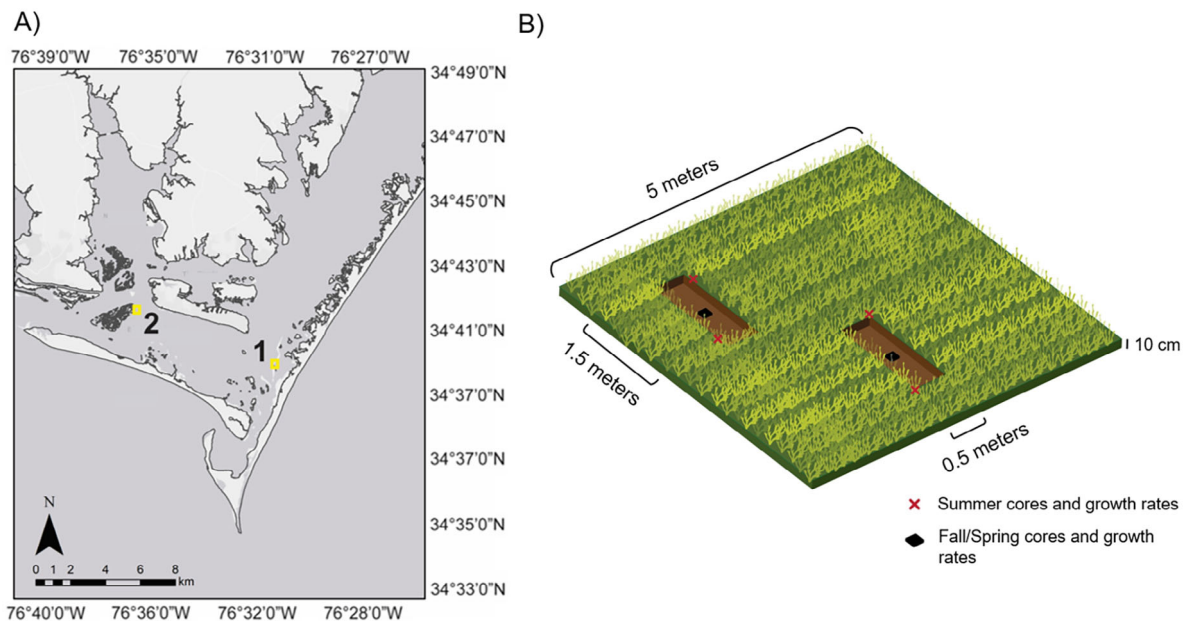 A)
B)
76°39'0"W 76°35'0"W 76°31'0"W 76°27'0"W
34°49'0"N
34°47'0"N
34°45'0"N
34°43'0"N
34°41'0"N
34°37'0"N
34°37'0"N
34°35'0"N
34°33'0"N
2
1
N
0 1 2 4 6 8
km
76°40'0"W 76°36'0"W 76°32'0"W 76°28'0"W
5 meters
1.5 meters
10 cm
0.5 meters
Summer cores and growth rates
Fall/Spring cores and growth
rates